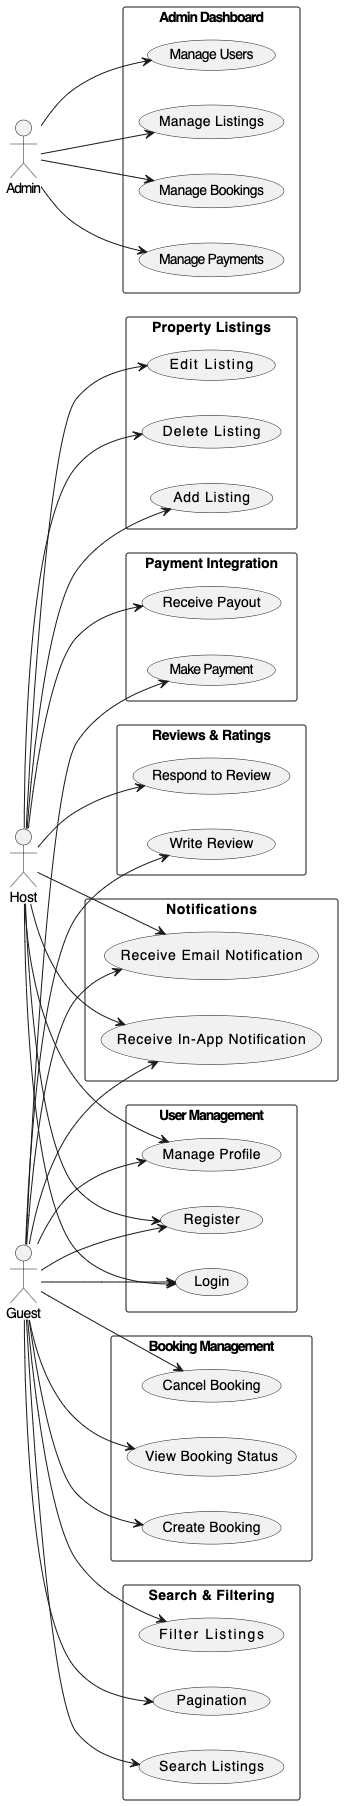 Admin Dashboard
Manage Users
Manage Listings
Admin
Manage Bookings
Manage Payments
Property Listings
Edit Listing
Delete Listing
Add Listing
Payment Integration
Receive Payout
Make Payment
Reviews & Ratings
Respond to Review
Write Review
Host
Notifications
Receive Email Notification
Receive In-App Notification
User Management
Manage Profile
Register
Login
Guest
Booking Management
Cancel Booking
View Booking Status
Create Booking
Search & Filtering
Filter Listings
Pagination
Search Listings